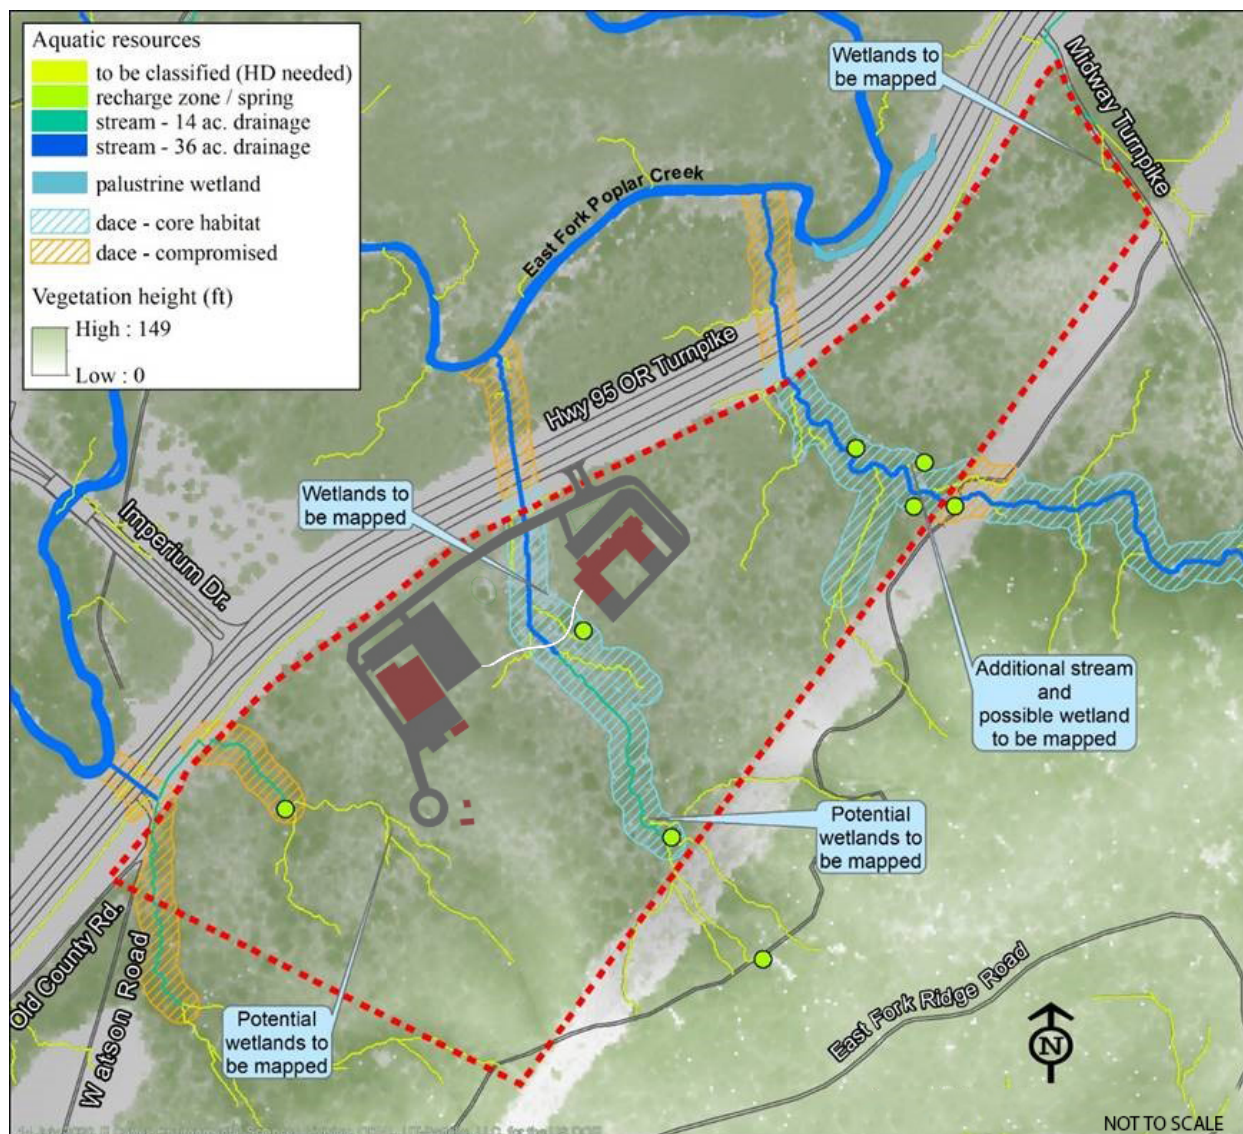 Aquatic resources
to be classified (HD needed)
recharge zone / spring
stream - 14 ac. drainage
stream - 36 ac. drainage
palustrine wetland
dace - core habitat
dace - compromised
Vegetation height (ft)
High : 149
Low : 0
Wetlands to
be mapped
Midway Turnpike
East Fork Poplar Creek
Hwy 95 OR Turnpike
Wetlands to
be mapped
Imperium Dr.
Additional stream
and
possible wetland
to be mapped
Potential
wetlands to
be mapped
Old County Rd.
Watson Road
Potential
wetlands to
be mapped
East Fork Ridge Road
N
NOT TO SCALE